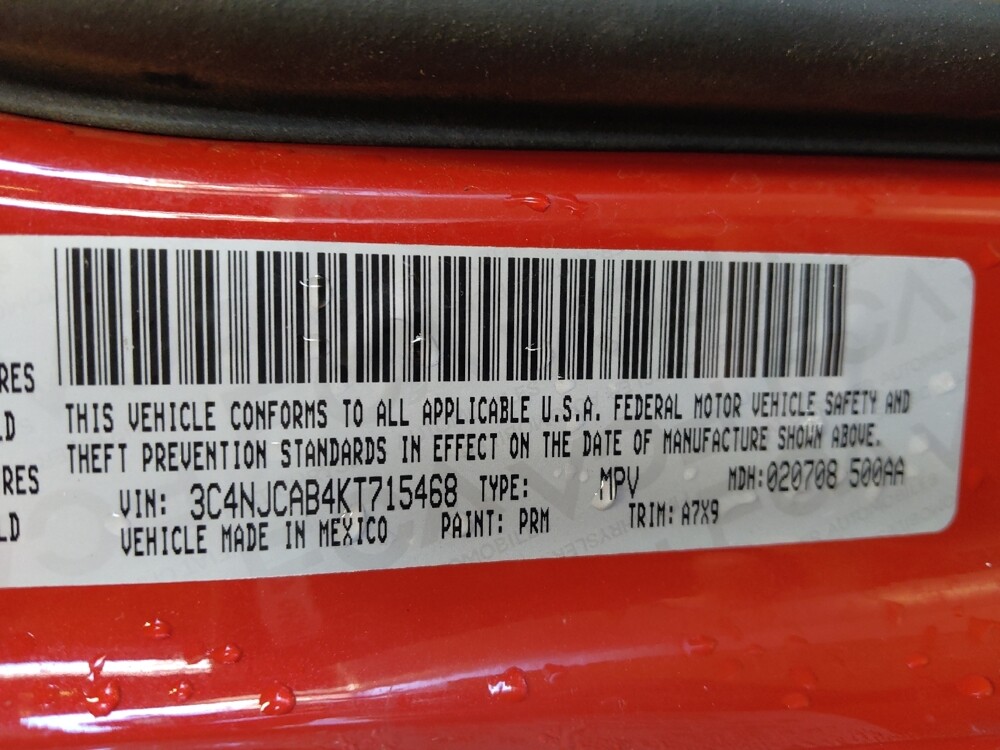 RES
LD
RES
LD
THIS VEHICLE CONFORMS TO ALL APPLICABLE U.S.A. FEDERAL MOTOR VEHICLE SAFETY AND
THEFT PREVENTION STANDARDS IN EFFECT ON THE DATE OF MANUFACTURE SHOWN ABOVE.
VIN: 3C4NJCAB4KT715468 TYPE: MPV MDH:020708 500AA
VEHICLE MADE IN MEXICO PAINT: PRM TRIM: A7X9